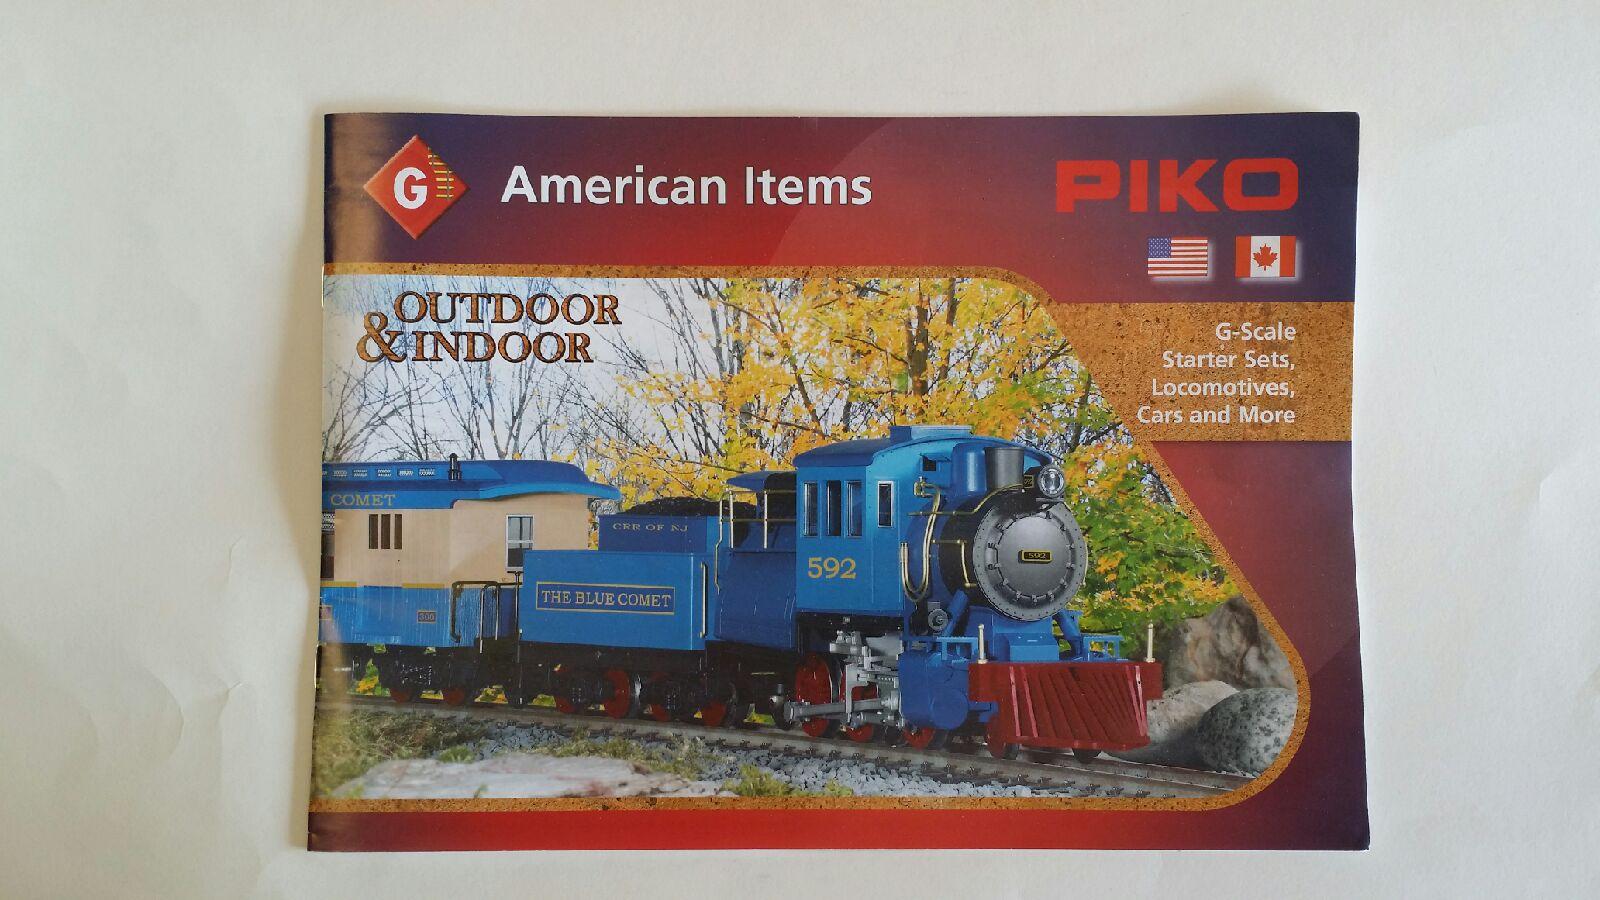 G
American Items
PIKO
OUTDOOR
& INDOOR
G-Scale
Starter Sets,
Locomotives,
Cars and More
COMET
CRR OF NJ
THE BLUE COMET
592
592